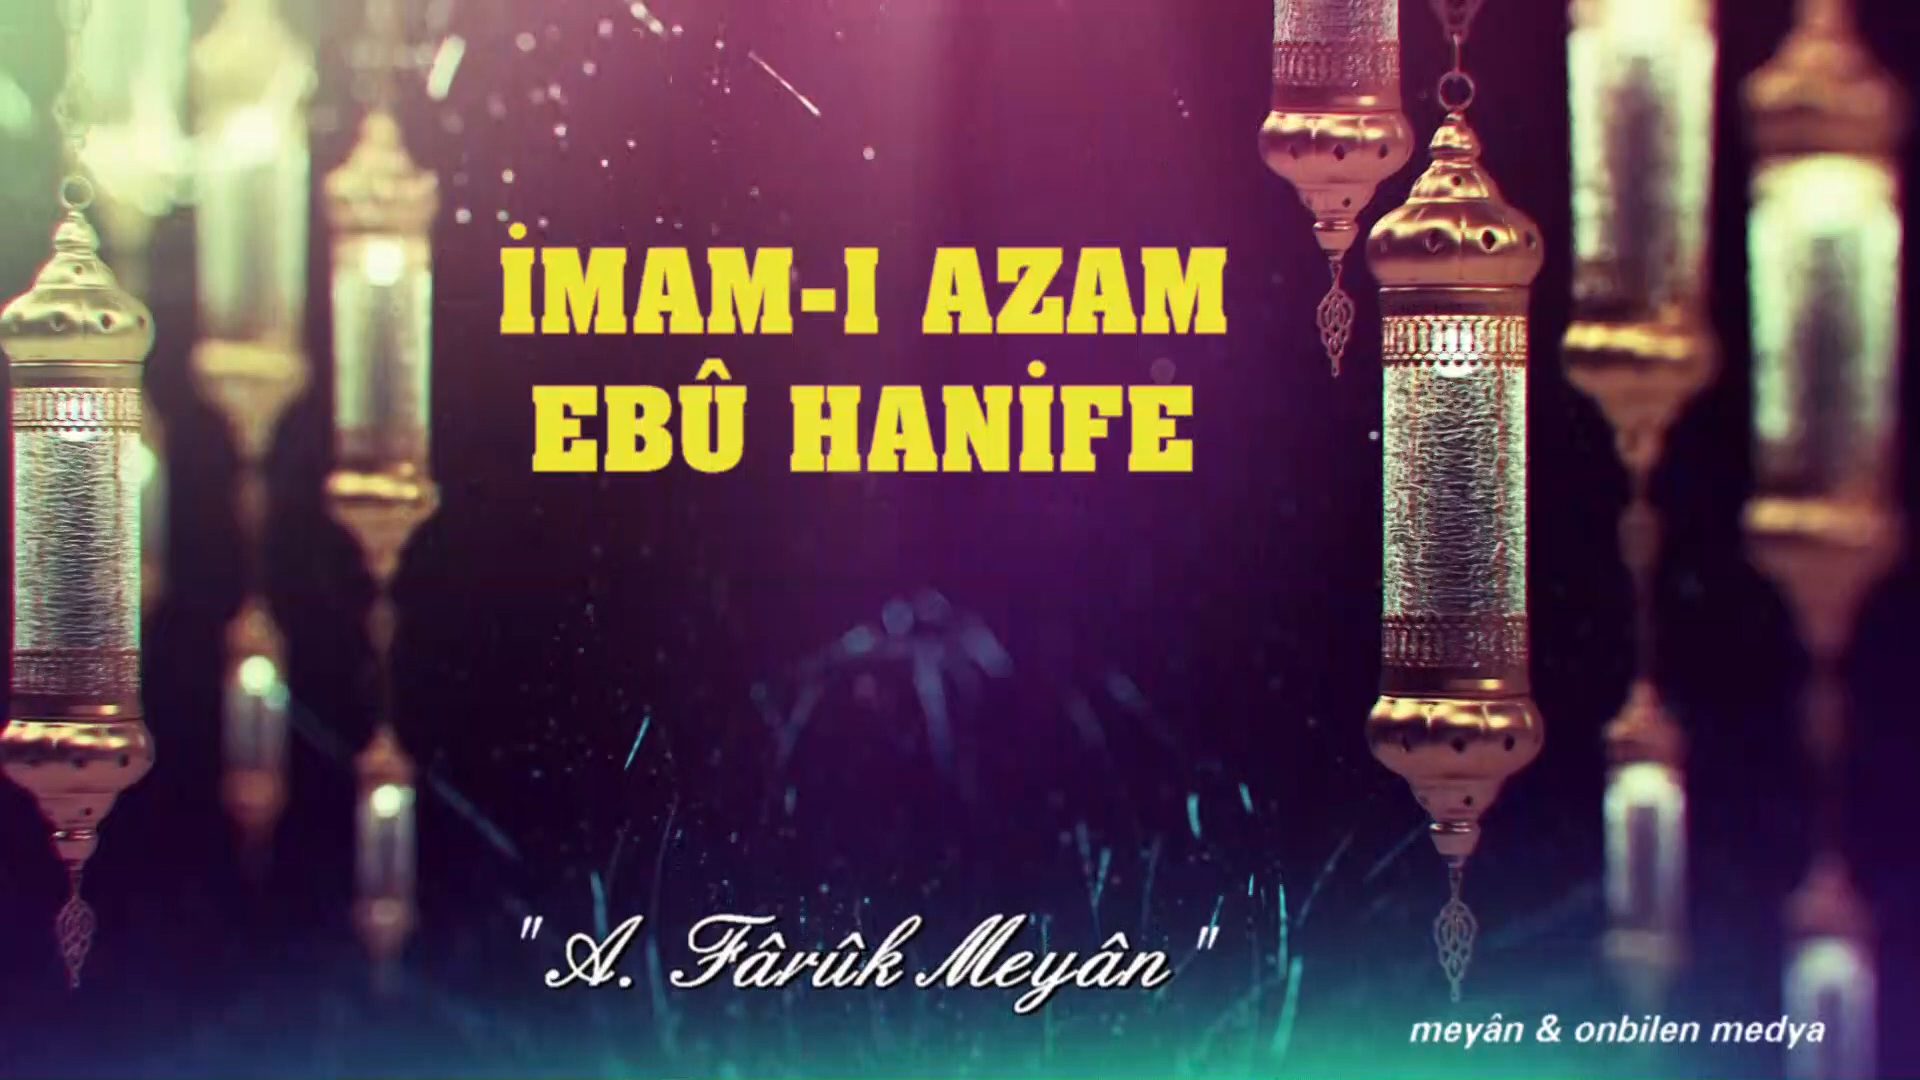 İMAM-I AZAM
EBÛ HANİFE
" A. Fârûk Meyân "
meyân & onbilen medya